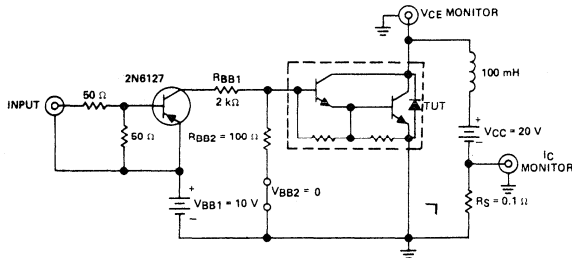 VCE MONITOR
2N6127
RBB1
2 kΩ
50 Ω
INPUT
50 Ω
RBB2 = 100 Ω
TUT
100 mH
+
VCC = 20 V
−
IC
MONITOR
+
VBB1 = 10 V
−
VBB2 = 0
RS = 0.1 Ω